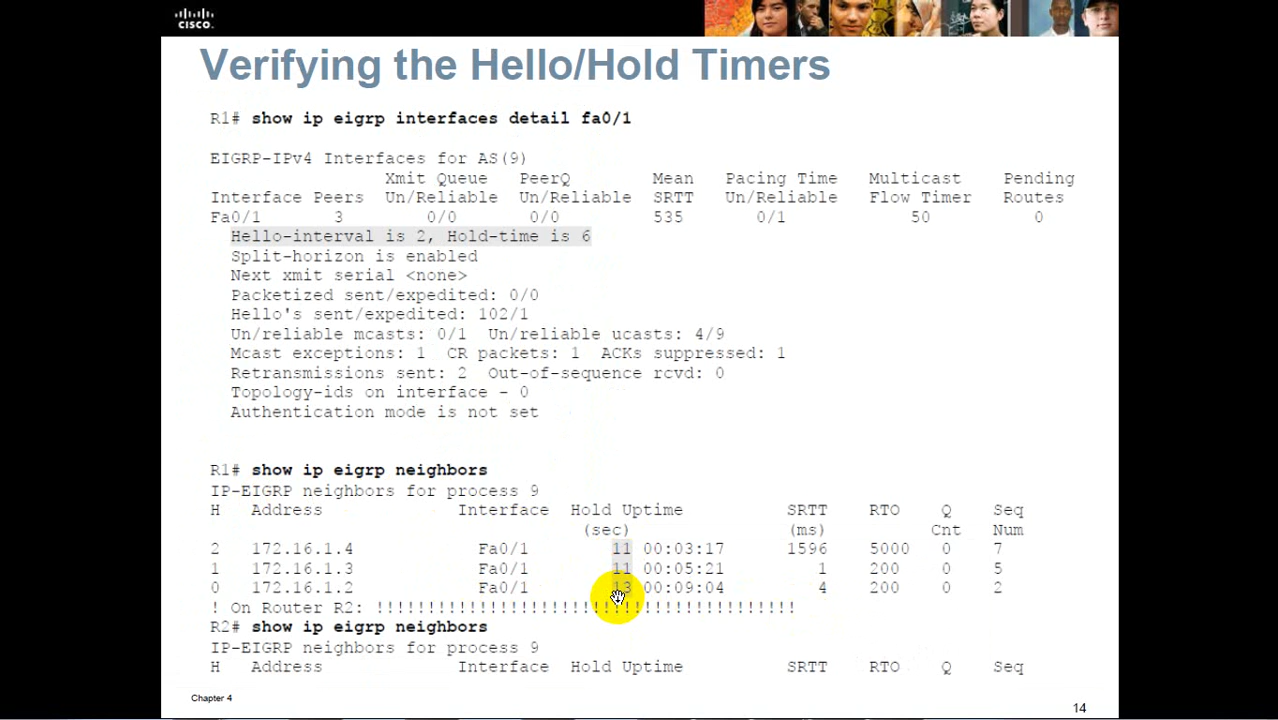 CISCO
Verifying the Hello/Hold Timers
R1# show ip eigrp interfaces detail fa0/1
EIGRP-IPv4 Interfaces for AS(9)
Xmit Queue PeerQ Mean Pacing Time Multicast Pending
Interface Peers Un/Reliable Un/Reliable SRTT Un/Reliable Flow Timer Routes
Fa0/1 3 0/0 0/0 535 0/1 50 0
Hello-interval is 2, Hold-time is 6
Split-horizon is enabled
Next xmit serial <none>
Packetized sent/expedited: 0/0
Hello's sent/expedited: 102/1
Un/reliable mcasts: 0/1 Un/reliable ucasts: 4/9
Mcast exceptions: 1 CR packets: 1 ACKs suppressed: 1
Retransmissions sent: 2 Out-of-sequence rcvd: 0
Topology-ids on interface - 0
Authentication mode is not set
R1# show ip eigrp neighbors
IP-EIGRP neighbors for process 9
H Address Interface Hold Uptime SRTT RTO Q Seq
(sec) (ms) Cnt Num
2 172.16.1.4 Fa0/1 11 00:03:17 1596 5000 0 7
1 172.16.1.3 Fa0/1 11 00:05:21 1 200 0 5
0 172.16.1.2 Fa0/1 13 00:09:04 4 200 0 2
! On Router R2: !!!!!!!!!!!!!!!!!!!!!!!!!!!!!!!!!!!!!!!!!
R2# show ip eigrp neighbors
IP-EIGRP neighbors for process 9
H Address Interface Hold Uptime SRTT RTO Q Seq
Chapter 4
14